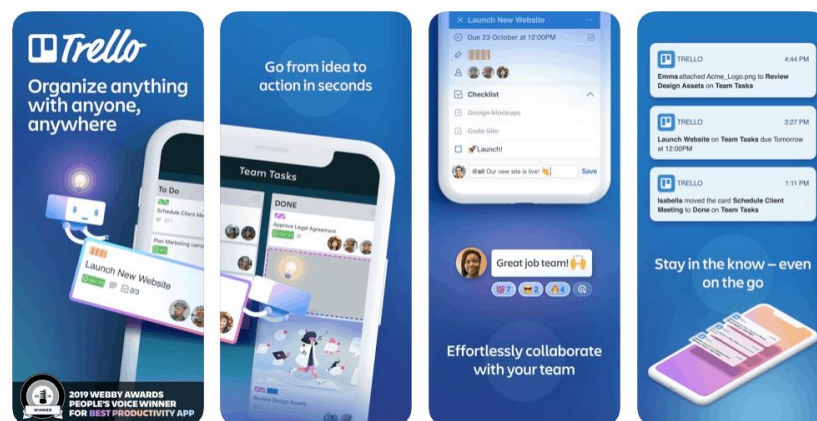 Trello
Organize anything
with anyone,
anywhere
To Do
Schedule Client Me
Plan Marketing camp
Launch New Website
2/3
2019 WEBBY AWARDS
PEOPLE'S VOICE WINNER
FOR BEST PRODUCTIVITY APP
WINNER
Go from idea to
action in seconds
Team Tasks
DONE
Approve Legal Agreement
Review Design Assets
Launch New Website
Due 23 October at 12:00PM
Checklist
Design Mockups
Code Site
🚀Launch!
@all Our new site is live! 👏
Save
Great job team! 🙌
💯 7 😎 2 🔥 4
Effortlessly collaborate
with your team
TRELLO 4:44 PM
Emma attached Acme_Logo.png to Review
Design Assets on Team Tasks
TRELLO 3:27 PM
Launch Website on Team Tasks due Tomorrow
at 12:00PM
TRELLO 1:11 PM
Isabella moved the card Schedule Client
Meeting to Done on Team Tasks
Stay in the know – even
on the go